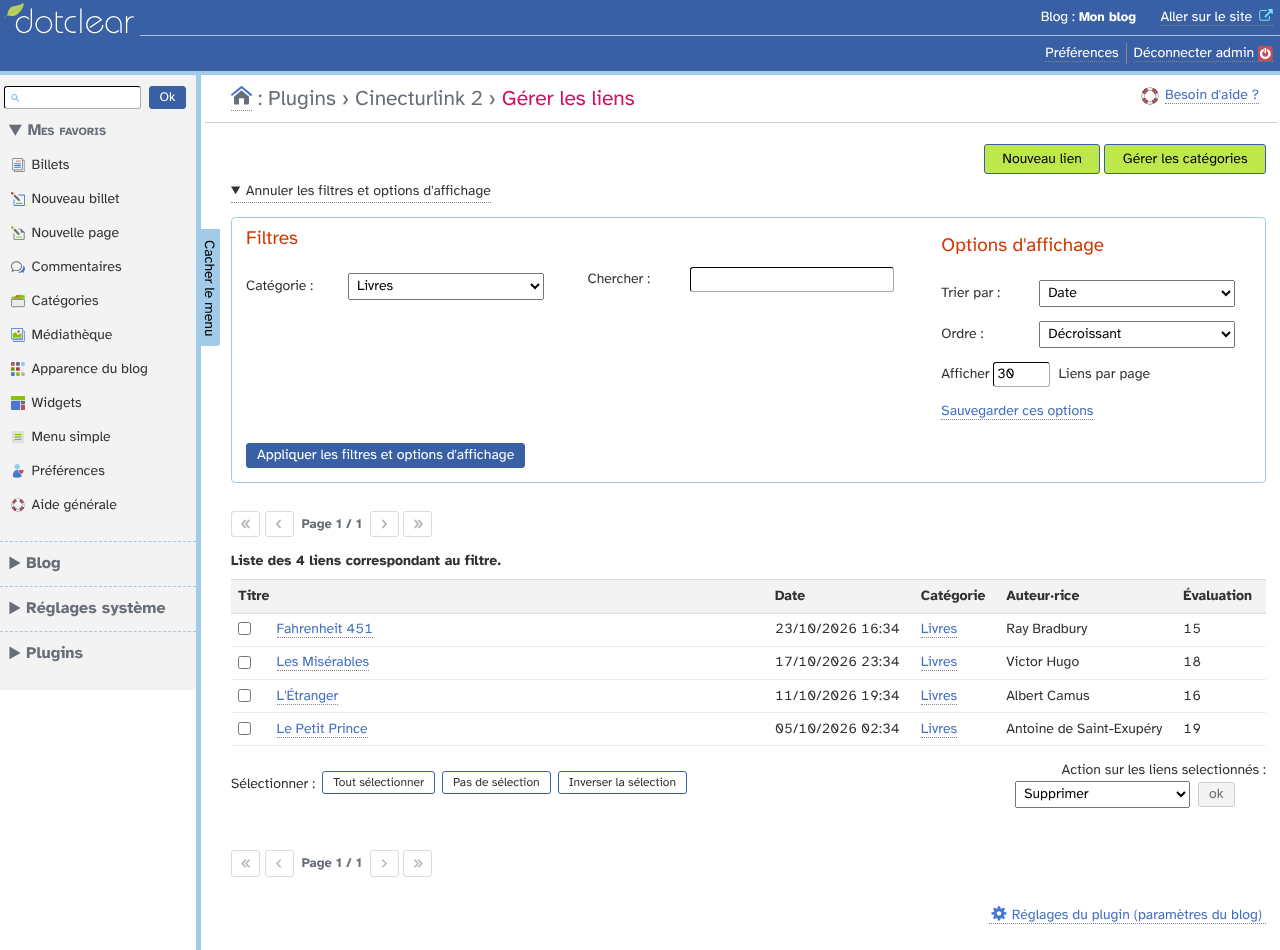 dotclear
Blog : Mon blog
Aller sur le site
Préférences
Déconnecter admin
Ok
Mes favoris
Billets
Nouveau billet
Nouvelle page
Commentaires
Catégories
Médiathèque
Apparence du blog
Widgets
Menu simple
Préférences
Aide générale
Blog
Réglages système
Plugins
Cacher le menu
: Plugins › Cinecturlink 2 › Gérer les liens
Besoin d'aide ?
Nouveau lien
Gérer les catégories
Annuler les filtres et options d'affichage
Filtres
Catégorie :
Livres
Chercher :
Options d'affichage
Trier par :
Date
Ordre :
Décroissant
Afficher 30 Liens par page
Sauvegarder ces options
Appliquer les filtres et options d'affichage
« ‹ Page 1 / 1 › »
Liste des 4 liens correspondant au filtre.
Titre Date Catégorie Auteur·rice Évaluation
Fahrenheit 451 23/10/2026 16:34 Livres Ray Bradbury 15
Les Misérables 17/10/2026 23:34 Livres Victor Hugo 18
L'Étranger 11/10/2026 19:34 Livres Albert Camus 16
Le Petit Prince 05/10/2026 02:34 Livres Antoine de Saint-Exupéry 19
Sélectionner : Tout sélectionner Pas de sélection Inverser la sélection
Action sur les liens selectionnés :
Supprimer ok
« ‹ Page 1 / 1 › »
Réglages du plugin (paramètres du blog)